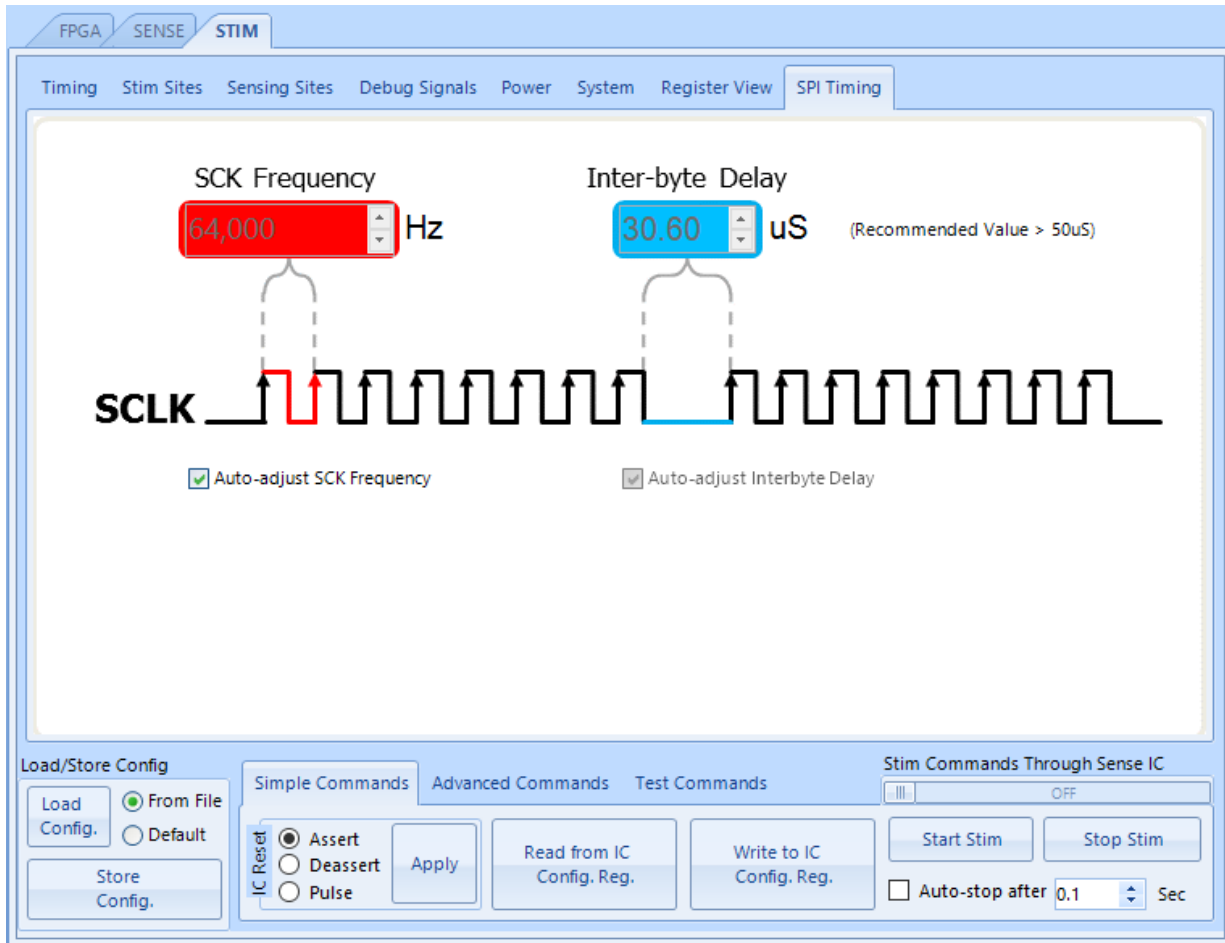 FPGA SENSE STIM
Timing Stim Sites Sensing Sites Debug Signals Power System Register View SPI Timing
SCK Frequency Inter-byte Delay
64,000 Hz 30.60 uS (Recommended Value > 50uS)
SCLK
Auto-adjust SCK Frequency Auto-adjust Interbyte Delay
Load/Store Config
Load
Config.
From File
Default
Store
Config.
Simple Commands Advanced Commands Test Commands
IC Reset
Assert
Deassert
Pulse
Apply
Read from IC
Config. Reg.
Write to IC
Config. Reg.
Stim Commands Through Sense IC
OFF
Start Stim Stop Stim
Auto-stop after 0.1 Sec